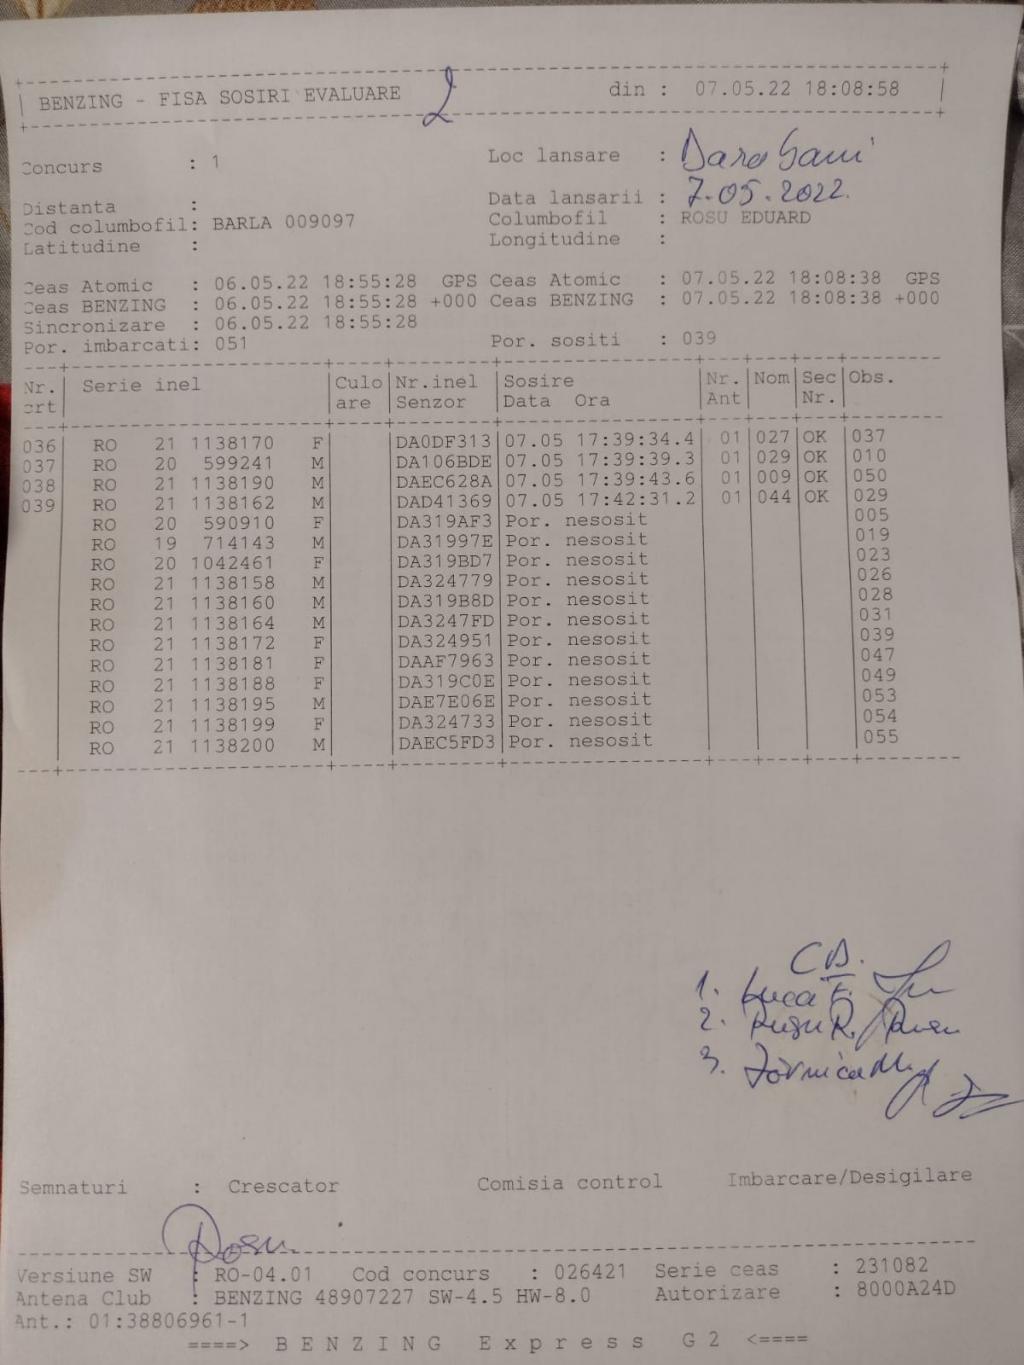 BENZING - FISA SOSIRI EVALUARE 2 din : 07.05.22 18:08:58
Concurs : 1 Loc lansare : Darabani
Distanta : Data lansarii : 7.05.2022.
Cod columbofil: BARLA 009097 Columbofil : ROSU EDUARD
Latitudine : Longitudine :
Ceas Atomic : 06.05.22 18:55:28 GPS Ceas Atomic : 07.05.22 18:08:38 GPS
Ceas BENZING : 06.05.22 18:55:28 +000 Ceas BENZING : 07.05.22 18:08:38 +000
Sincronizare : 06.05.22 18:55:28
Por. imbarcati: 051 Por. sositi : 039
Nr. Serie inel Culo Nr.inel Sosire Nr. Nom Sec Obs.
crt are Senzor Data Ora Ant Nr.
036 RO 21 1138170 F DA0DF313 07.05 17:39:34.4 01 027 OK 037
037 RO 20 599241 M DA106BDE 07.05 17:39:39.3 01 029 OK 010
038 RO 21 1138190 M DAEC628A 07.05 17:39:43.6 01 009 OK 050
039 RO 21 1138162 M DAD41369 07.05 17:42:31.2 01 044 OK 029
RO 20 590910 F DA319AF3 Por. nesosit 005
RO 19 714143 M DA31997E Por. nesosit 019
RO 20 1042461 F DA319BD7 Por. nesosit 023
RO 21 1138158 M DA324779 Por. nesosit 026
RO 21 1138160 M DA319B8D Por. nesosit 028
RO 21 1138164 M DA3247FD Por. nesosit 031
RO 21 1138172 F DA324951 Por. nesosit 039
RO 21 1138181 F DAAF7963 Por. nesosit 047
RO 21 1138188 F DA319C0E Por. nesosit 049
RO 21 1138195 M DAE7E06E Por. nesosit 053
RO 21 1138199 F DA324733 Por. nesosit 054
RO 21 1138200 M DAEC5FD3 Por. nesosit 055
1. Luca
2. R.
3.
Semnaturi : Crescator Comisia control Imbarcare/Desigilare
Rosu
Versiune SW : RO-04.01 Cod concurs : 026421 Serie ceas : 231082
Antena Club : BENZING 48907227 SW-4.5 HW-8.0 Autorizare : 8000A24D
Ant.: 01:38806961-1
====> B E N Z I N G E x p r e s s G 2 <====